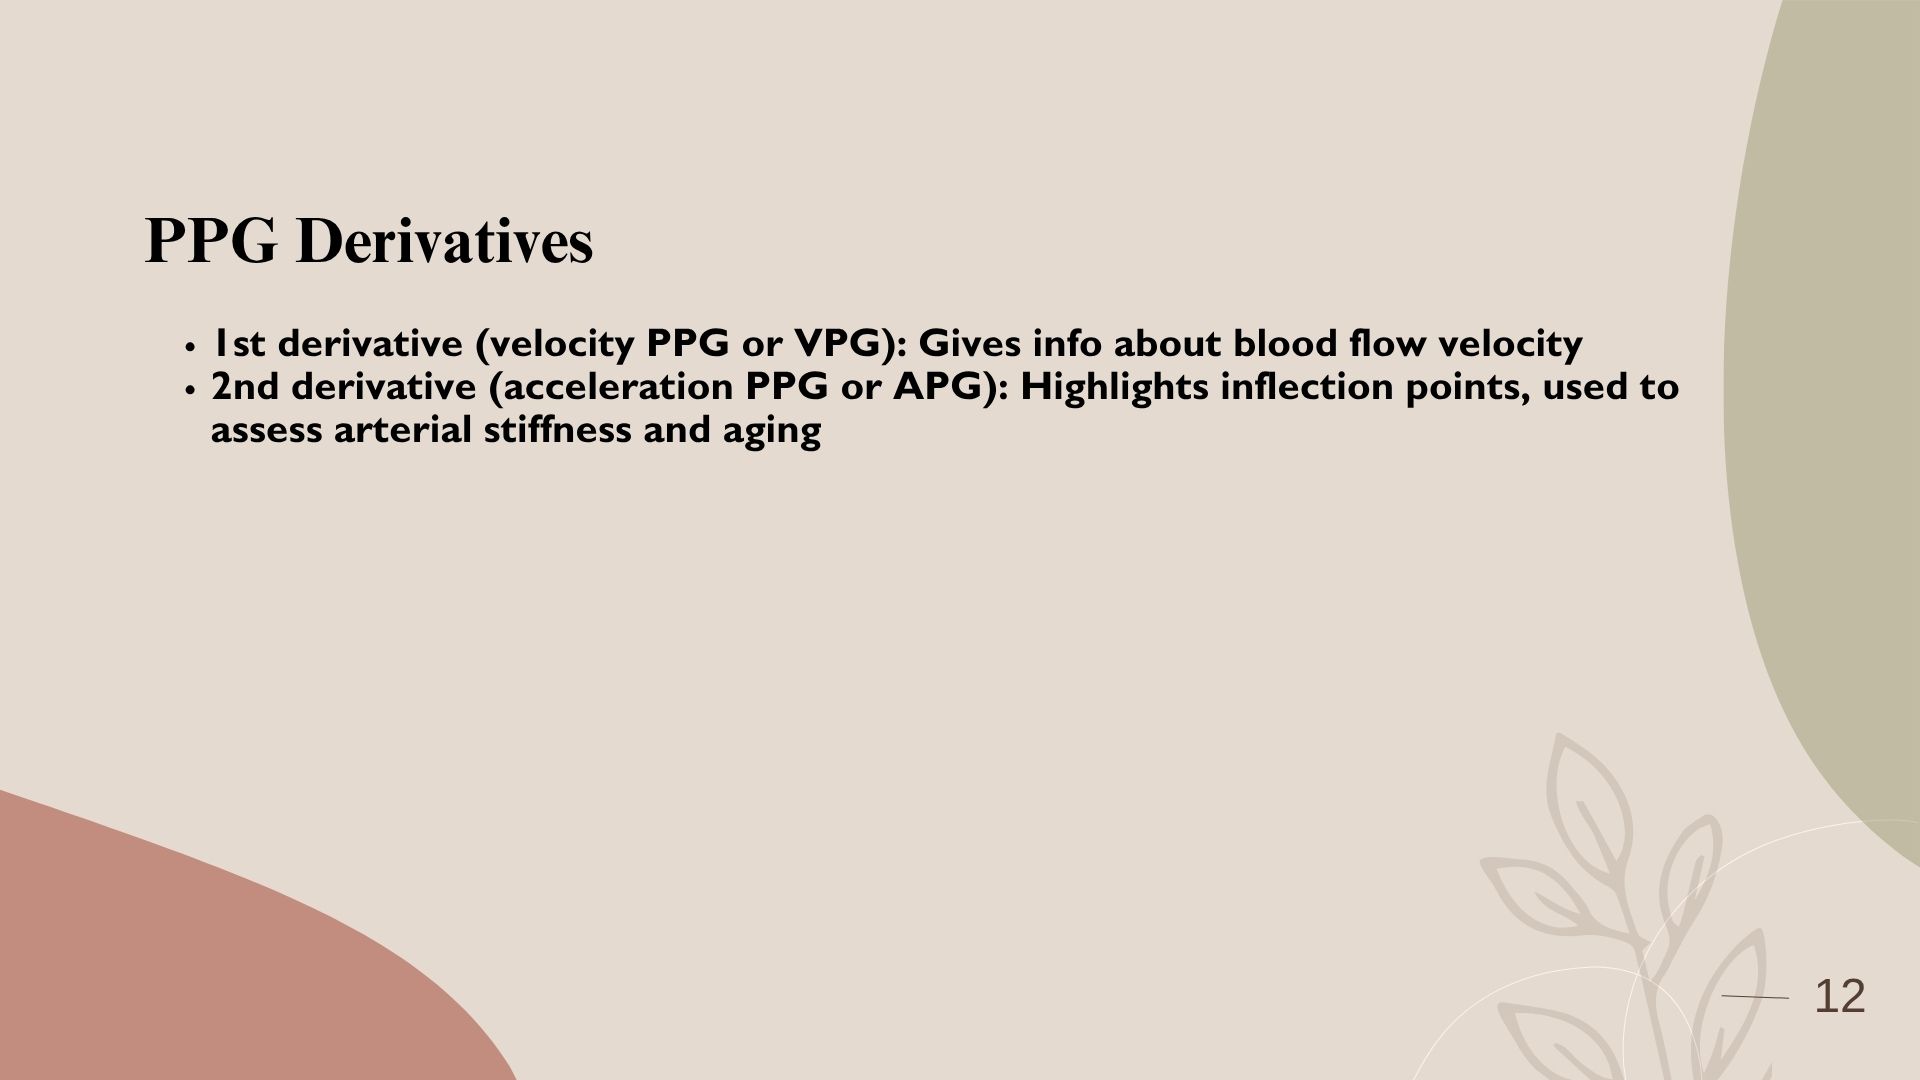 PPG Derivatives
• 1st derivative (velocity PPG or VPG): Gives info about blood flow velocity
• 2nd derivative (acceleration PPG or APG): Highlights inflection points, used to
assess arterial stiffness and aging
12